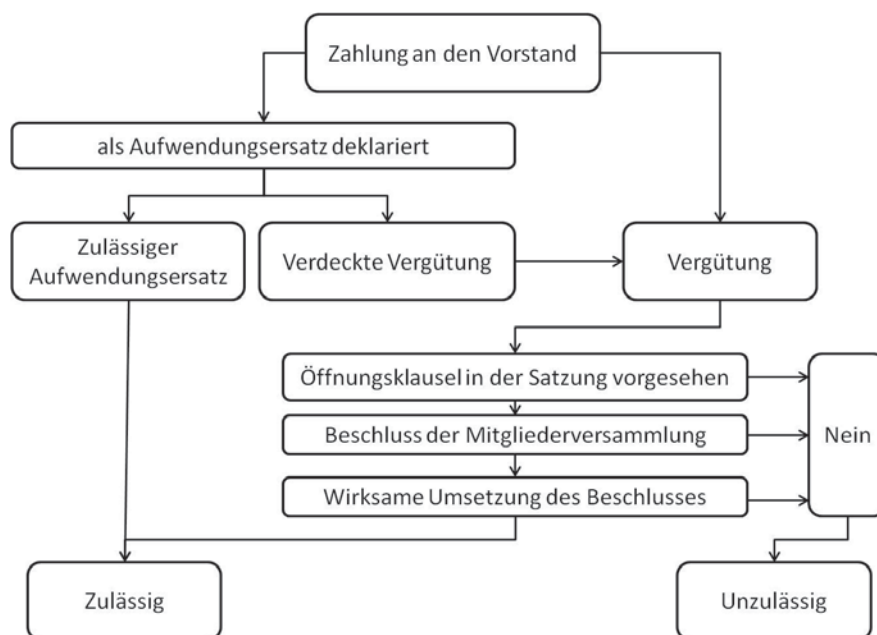 Zahlung an den Vorstand
als Aufwendungsersatz deklariert
Zulässiger
Aufwendungsersatz
Verdeckte Vergütung
Vergütung
Öffnungsklausel in der Satzung vorgesehen
Beschluss der Mitgliederversammlung
Nein
Wirksame Umsetzung des Beschlusses
Zulässig
Unzulässig